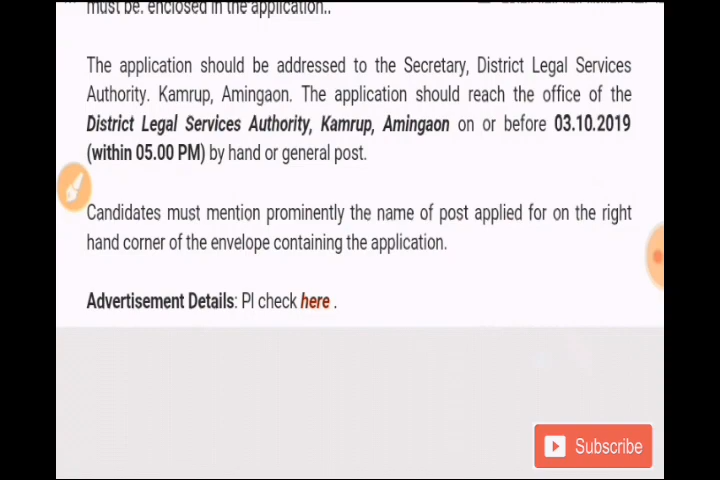 must be. enclosed in the application..
The application should be addressed to the Secretary, District Legal Services
Authority. Kamrup, Amingaon. The application should reach the office of the
District Legal Services Authority, Kamrup, Amingaon on or before 03.10.2019
(within 05.00 PM) by hand or general post.
Candidates must mention prominently the name of post applied for on the right
hand corner of the envelope containing the application.
Advertisement Details: Pl check here .
Subscribe